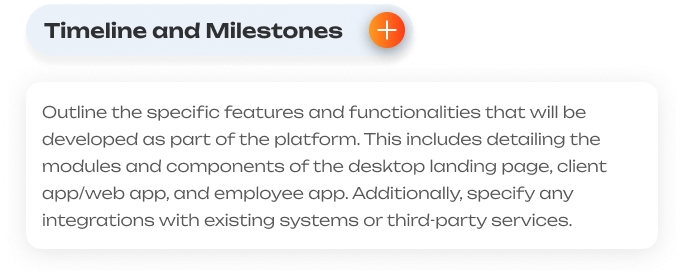 Timeline and Milestones
Outline the specific features and functionalities that will be
developed as part of the platform. This includes detailing the
modules and components of the desktop landing page, client
app/web app, and employee app. Additionally, specify any
integrations with existing systems or third-party services.